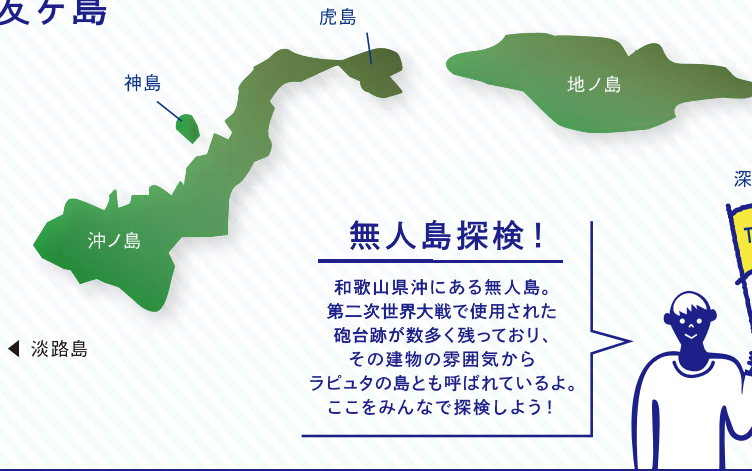 友ヶ島
虎島
神島
地ノ島
沖ノ島
深
無人島探検!
和歌山県沖にある無人島。
第二次世界大戦で使用された
砲台跡が数多く残っており、
その建物の雰囲気から
ラピュタの島とも呼ばれているよ。
ここをみんなで探検しよう!
◀ 淡路島
T